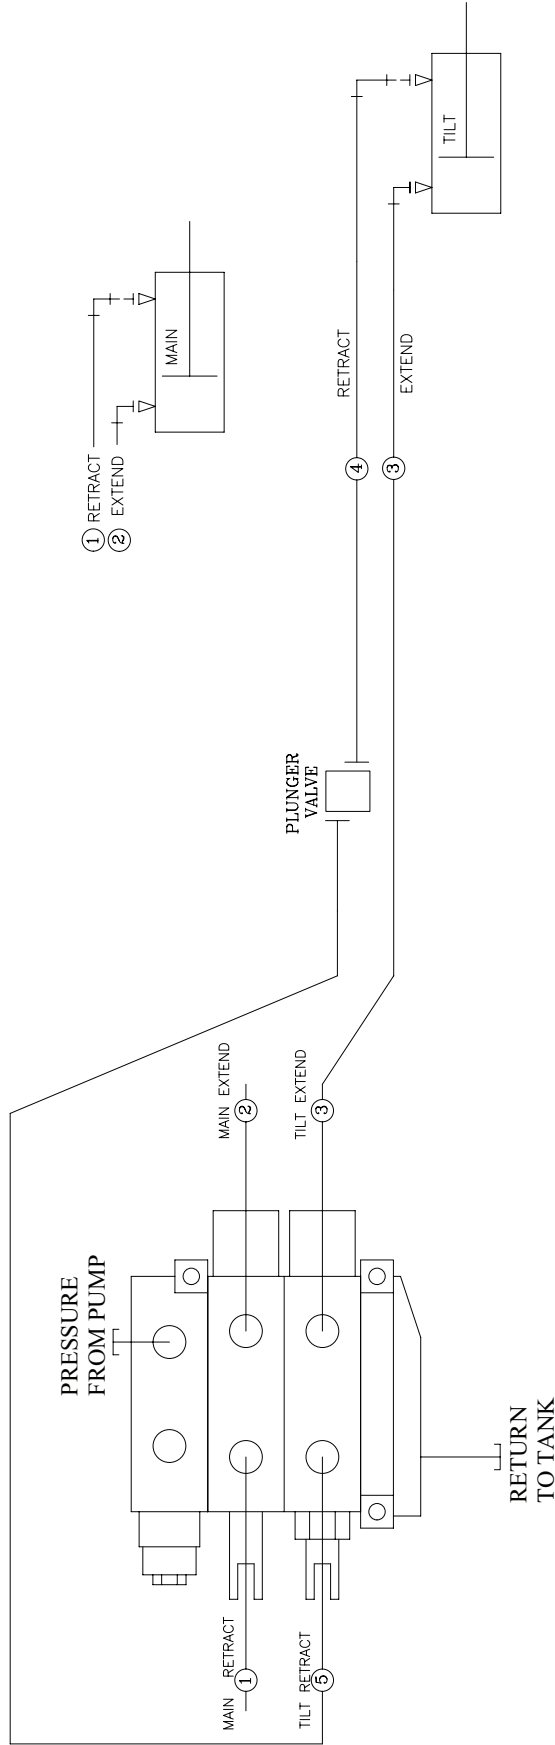 PRESSURE
FROM PUMP
MAIN RETRACT
1
TILT RETRACT
5
MAIN EXTEND
2
TILT EXTEND
3
RETURN
TO TANK
PLUNGER
VALVE
1 RETRACT
2 EXTEND
MAIN
4
RETRACT
3
EXTEND
TILT